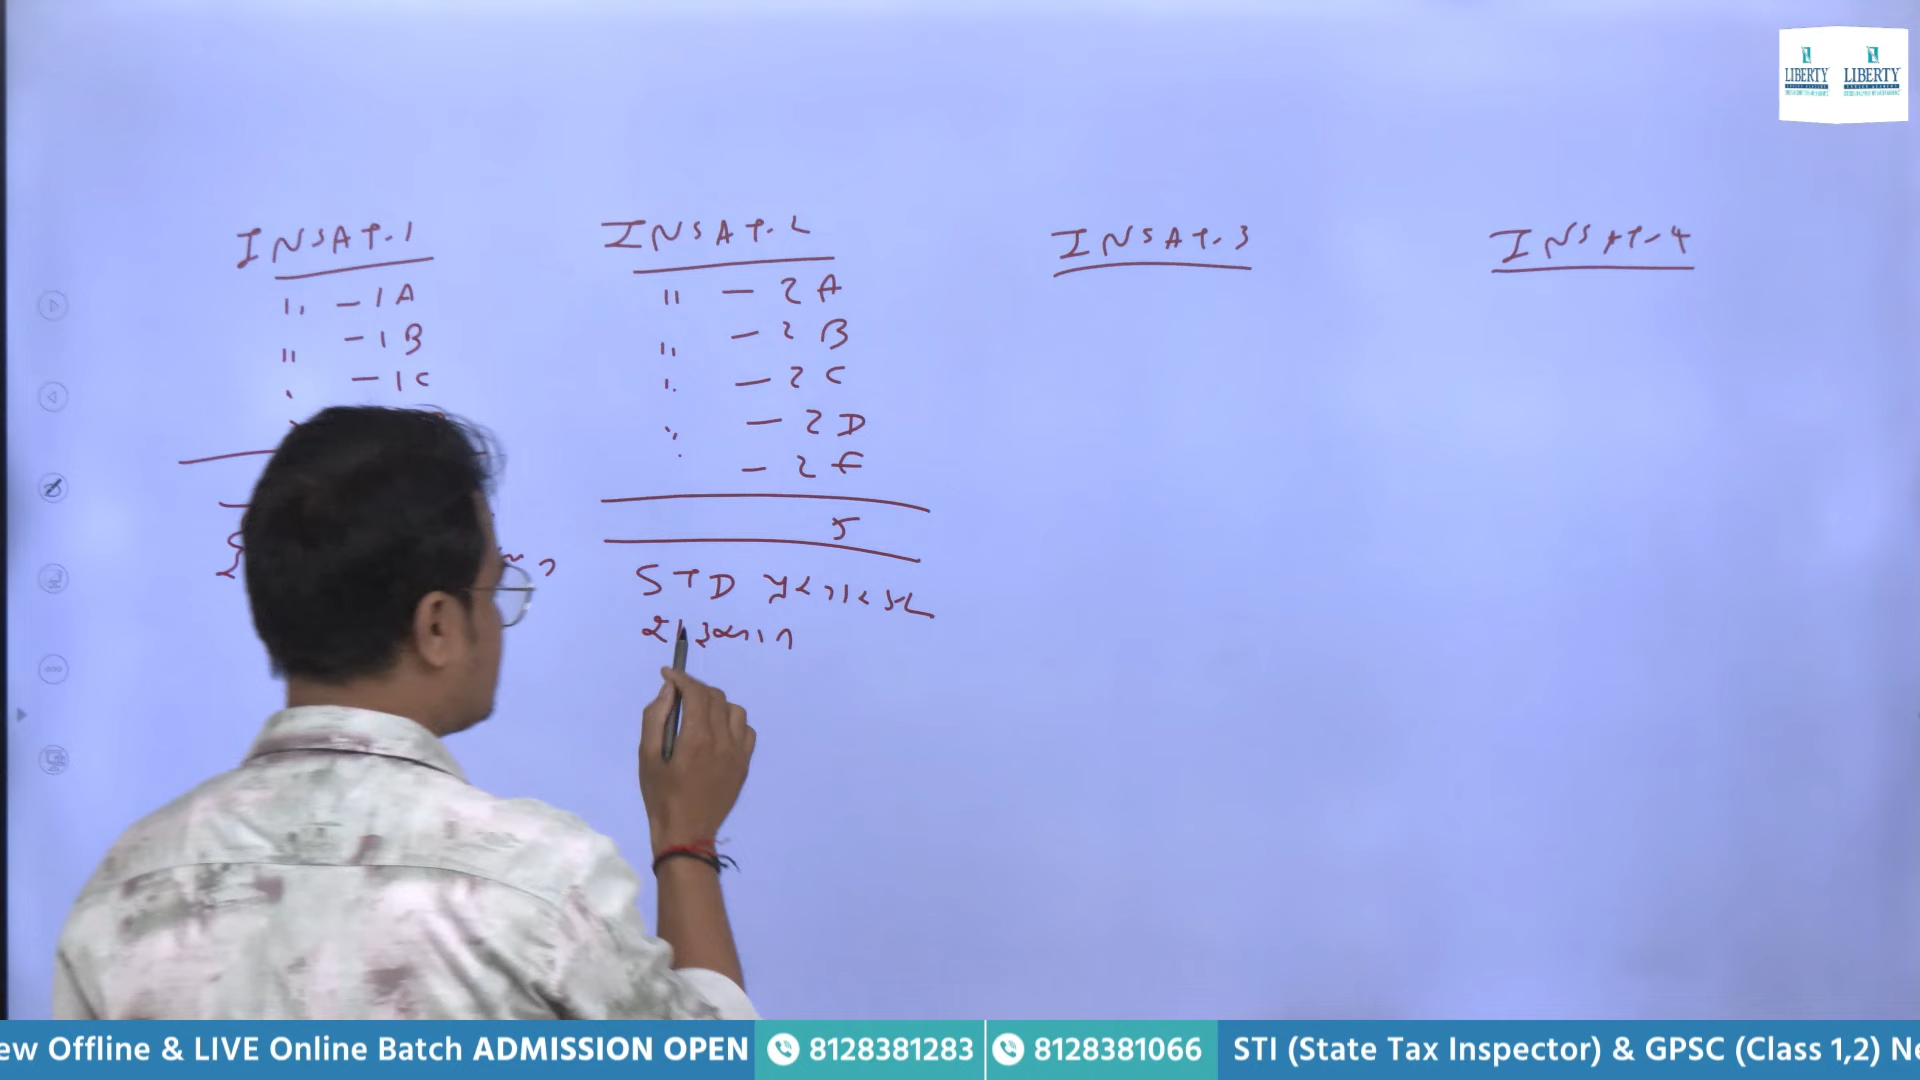 LIBERTY LIBERTY
INSAT-1
,, -1A
,, -1B
-1C
INSAT-2
,, - 2A
,, - 2B
,, - 2C
,, - 2D
- 2E
5
STD
INSAT-3
INSAT-4
ew Offline & LIVE Online Batch ADMISSION OPEN 8128381283 8128381066 STI (State Tax Inspector) & GPSC (Class 1,2) Ne